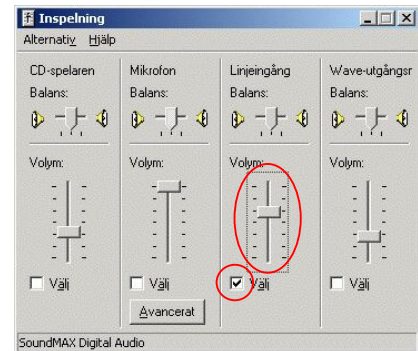 Inspelning
Alternativ Hjälp
CD-spelaren
Balans:
Volym:
Välj
Mikrofon
Balans:
Volym:
Välj
Avancerat
Linjeingång
Balans:
Volym:
Välj
Wave-utgångsr
Balans:
Volym:
Välj
SoundMAX Digital Audio